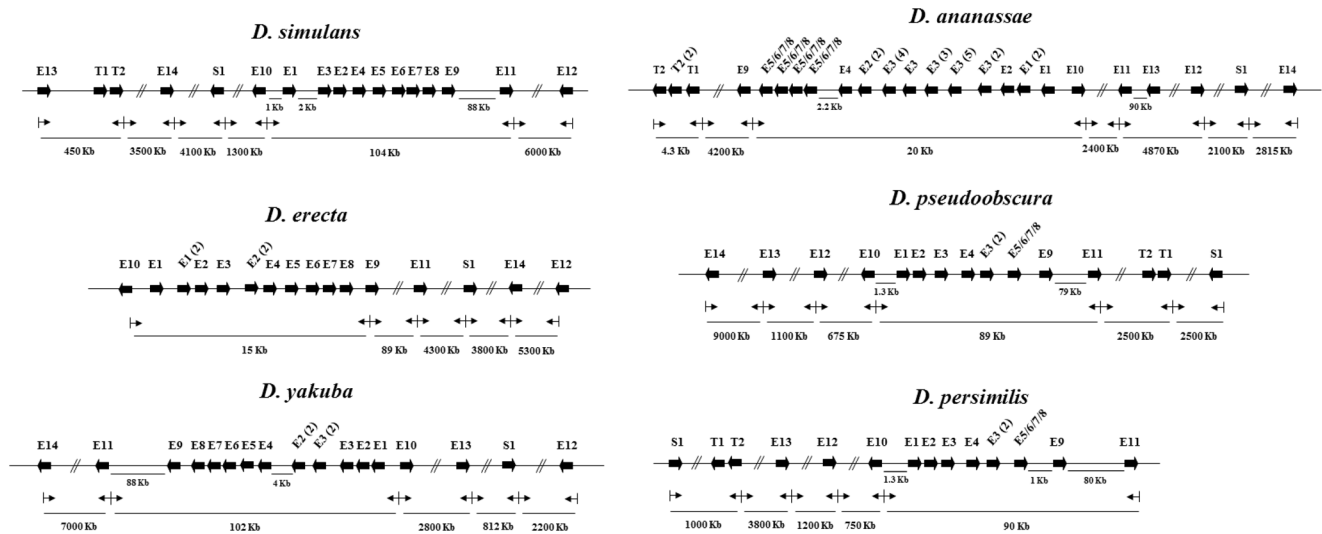 D. simulans
E13 T1 T2 E14 S1 E10 E1 E3 E2 E4 E5 E6 E7 E8 E9 E11 E12
1 Kb 2 Kb 88 Kb
450 Kb 3500 Kb 4100 Kb 1300 Kb 104 Kb 6000 Kb
D. erecta
E10 E1 E1 (2) E2 E3 E2 (2) E4 E5 E6 E7 E8 E9 E11 S1 E14 E12
15 Kb 89 Kb 4300 Kb 3800 Kb 5300 Kb
D. yakuba
E14 E11 E9 E8 E7 E6 E5 E4 E2 (2) E3 (2) E3 E2 E1 E10 E13 S1 E12
88 Kb 4 Kb
7000 Kb 102 Kb 2800 Kb 812 Kb 2200 Kb
D. ananassae
T2 T2 (2) T1 E9 E5/6/7/8 E5/6/7/8 E5/6/7/8 E5/6/7/8 E4 E2 (2) E3 (4) E3 E3 (3) E3 (5) E3 (2) E2 E1 (2) E1 E10 E11 E13 E12 S1 E14
2.2 Kb 90 Kb
4.3 Kb 4200 Kb 20 Kb 2400 Kb 4870 Kb 2100 Kb 2815 Kb
D. pseudoobscura
E14 E13 E12 E10 E1 E2 E3 E4 E3 (2) E5/6/7/8 E9 E11 T2 T1 S1
1.3 Kb 79 Kb
9000 Kb 1100 Kb 675 Kb 89 Kb 2500 Kb 2500 Kb
D. persimilis
S1 T1 T2 E13 E12 E10 E1 E2 E3 E4 E3 (2) E5/6/7/8 E9 E11
1.3 Kb 1 Kb 80 Kb
1000 Kb 3800 Kb 1200 Kb 750 Kb 90 Kb